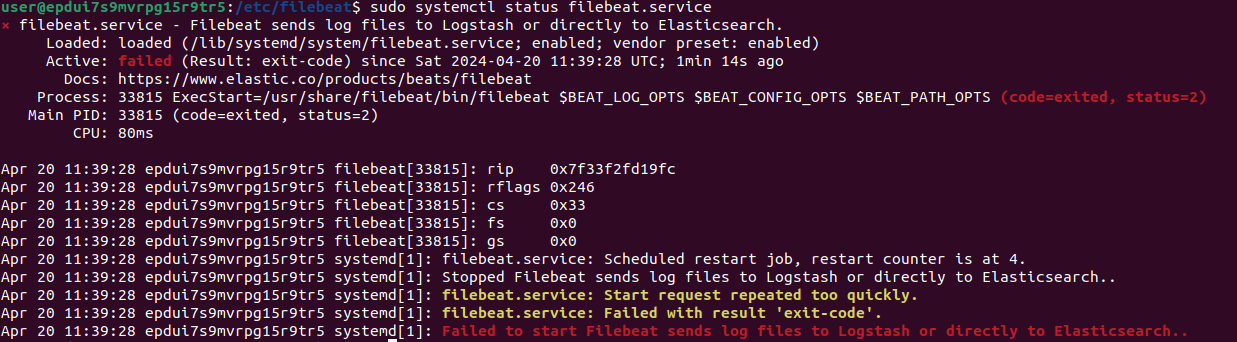 user@epdui7s9mvrpg15r9tr5:/etc/filebeat$ sudo systemctl status filebeat.service
× filebeat.service - Filebeat sends log files to Logstash or directly to Elasticsearch.
     Loaded: loaded (/lib/systemd/system/filebeat.service; enabled; vendor preset: enabled)
     Active: failed (Result: exit-code) since Sat 2024-04-20 11:39:28 UTC; 1min 14s ago
       Docs: https://www.elastic.co/products/beats/filebeat
    Process: 33815 ExecStart=/usr/share/filebeat/bin/filebeat $BEAT_LOG_OPTS $BEAT_CONFIG_OPTS $BEAT_PATH_OPTS (code=exited, status=2)
   Main PID: 33815 (code=exited, status=2)
        CPU: 80ms

Apr 20 11:39:28 epdui7s9mvrpg15r9tr5 filebeat[33815]: rip    0x7f33f2fd19fc
Apr 20 11:39:28 epdui7s9mvrpg15r9tr5 filebeat[33815]: rflags 0x246
Apr 20 11:39:28 epdui7s9mvrpg15r9tr5 filebeat[33815]: cs     0x33
Apr 20 11:39:28 epdui7s9mvrpg15r9tr5 filebeat[33815]: fs     0x0
Apr 20 11:39:28 epdui7s9mvrpg15r9tr5 filebeat[33815]: gs     0x0
Apr 20 11:39:28 epdui7s9mvrpg15r9tr5 systemd[1]: filebeat.service: Scheduled restart job, restart counter is at 4.
Apr 20 11:39:28 epdui7s9mvrpg15r9tr5 systemd[1]: Stopped Filebeat sends log files to Logstash or directly to Elasticsearch..
Apr 20 11:39:28 epdui7s9mvrpg15r9tr5 systemd[1]: filebeat.service: Start request repeated too quickly.
Apr 20 11:39:28 epdui7s9mvrpg15r9tr5 systemd[1]: filebeat.service: Failed with result 'exit-code'.
Apr 20 11:39:28 epdui7s9mvrpg15r9tr5 systemd[1]: Failed to start Filebeat sends log files to Logstash or directly to Elasticsearch..